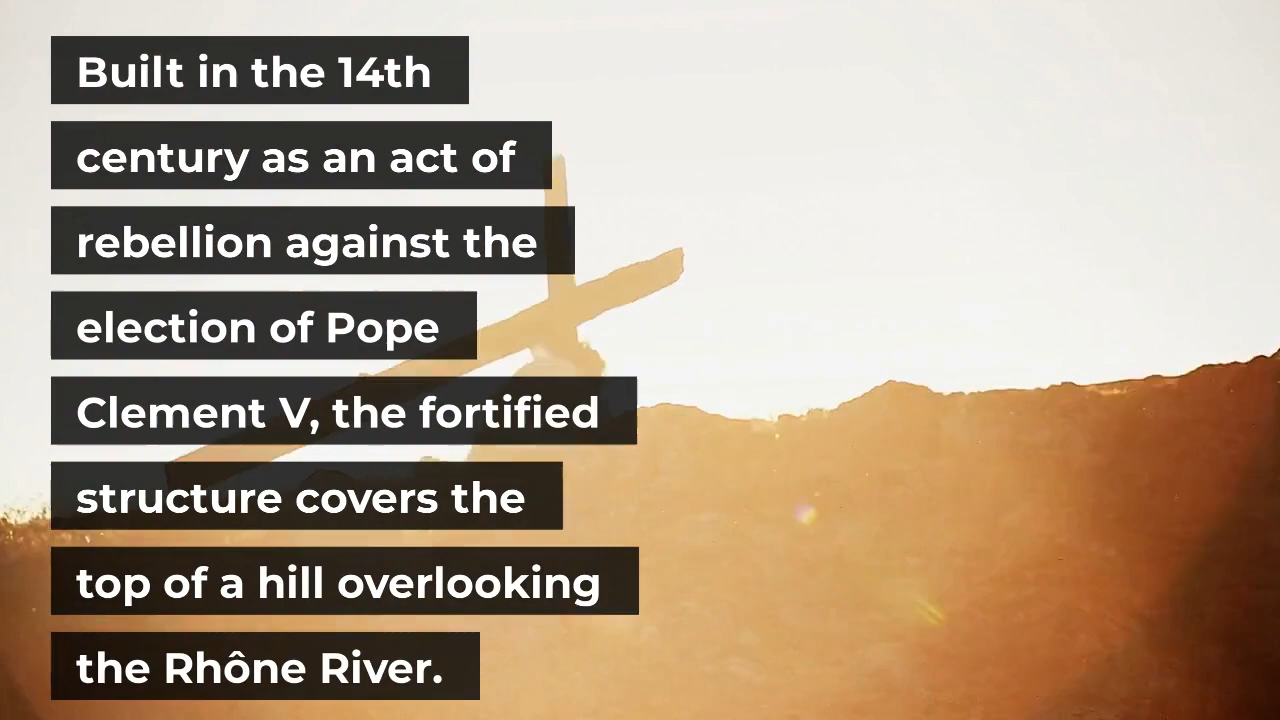 Built in the 14th
century as an act of
rebellion against the
election of Pope
Clement V, the fortified
structure covers the
top of a hill overlooking
the Rhône River.